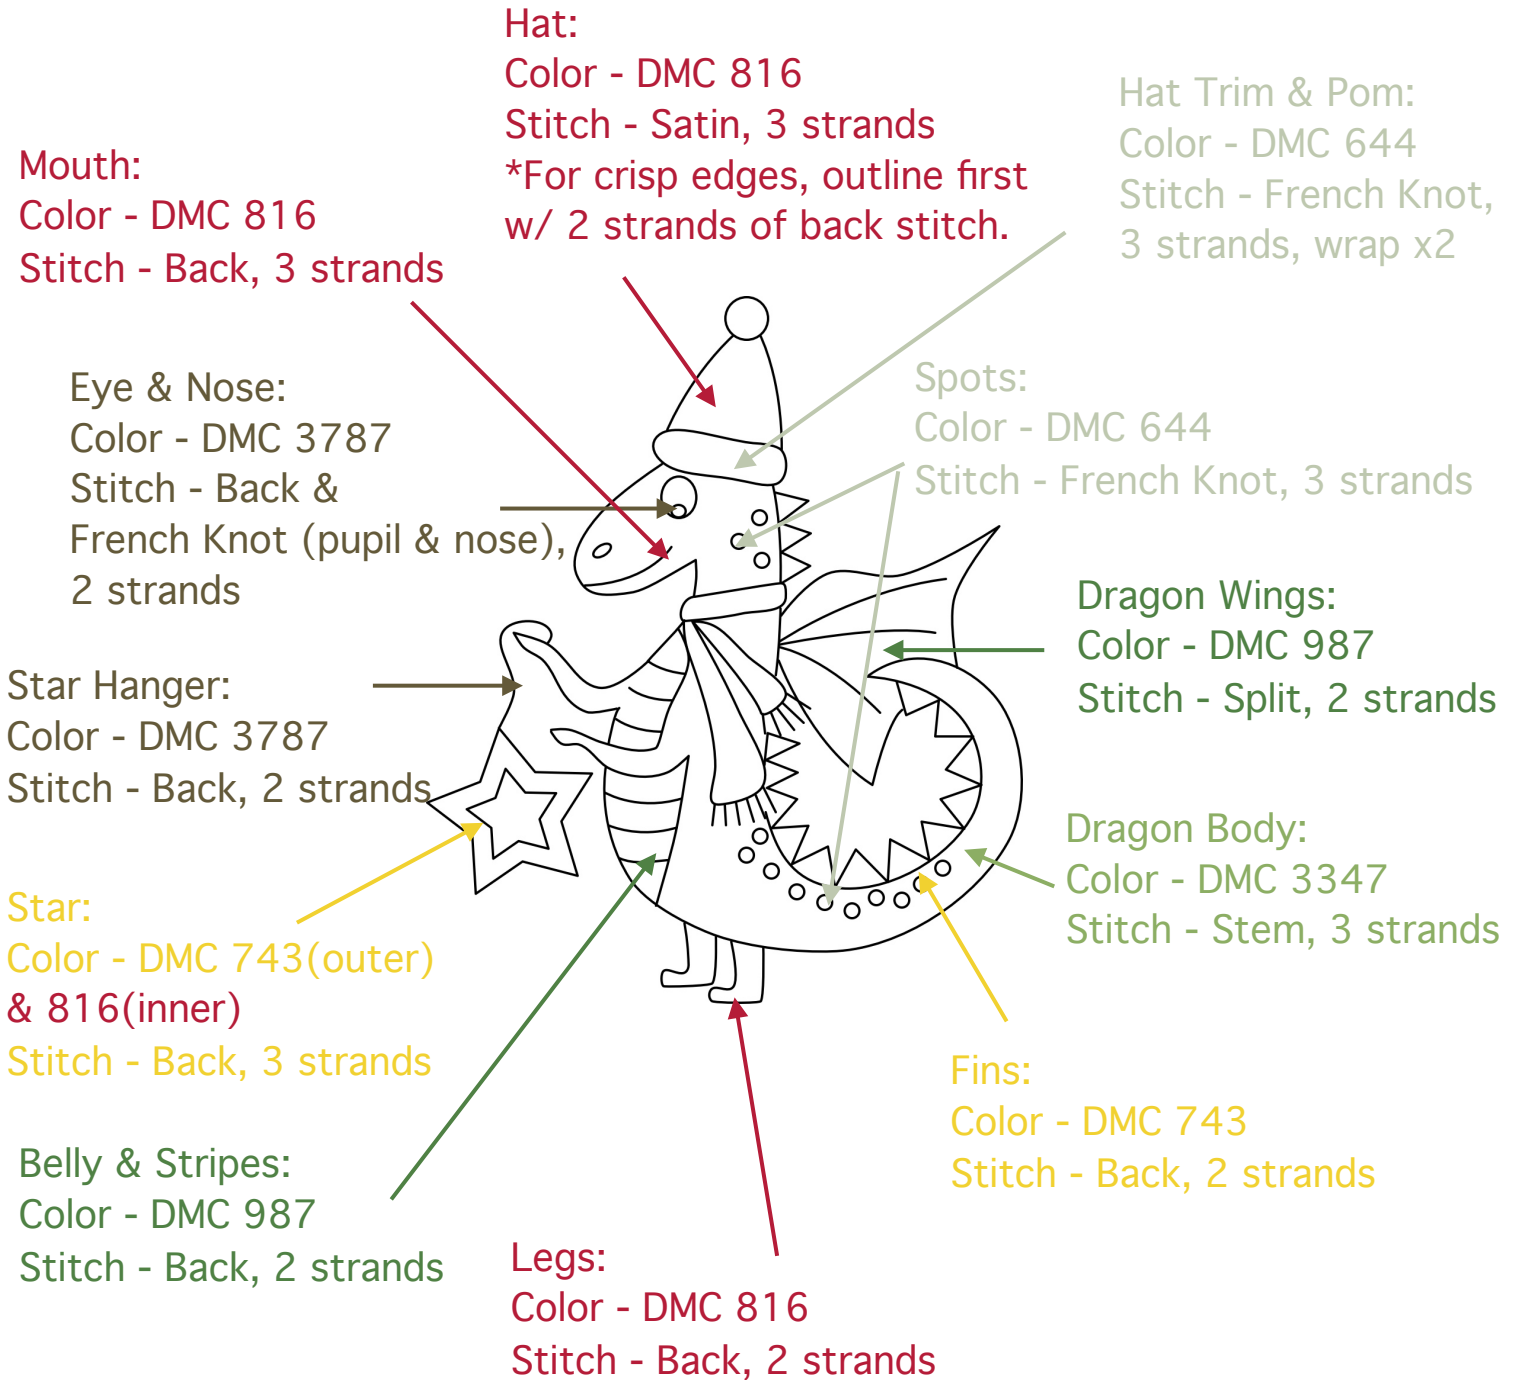 Hat:
Color - DMC 816
Stitch - Satin, 3 strands
*For crisp edges, outline first
w/ 2 strands of back stitch.
Hat Trim & Pom:
Color - DMC 644
Stitch - French Knot,
3 strands, wrap x2
Mouth:
Color - DMC 816
Stitch - Back, 3 strands
Eye & Nose:
Color - DMC 3787
Stitch - Back &
French Knot (pupil & nose),
2 strands
Spots:
Color - DMC 644
Stitch - French Knot, 3 strands
Dragon Wings:
Color - DMC 987
Stitch - Split, 2 strands
Star Hanger:
Color - DMC 3787
Stitch - Back, 2 strands
Dragon Body:
Color - DMC 3347
Stitch - Stem, 3 strands
Star:
Color - DMC 743(outer)
& 816(inner)
Stitch - Back, 3 strands
Fins:
Color - DMC 743
Stitch - Back, 2 strands
Belly & Stripes:
Color - DMC 987
Stitch - Back, 2 strands
Legs:
Color - DMC 816
Stitch - Back, 2 strands